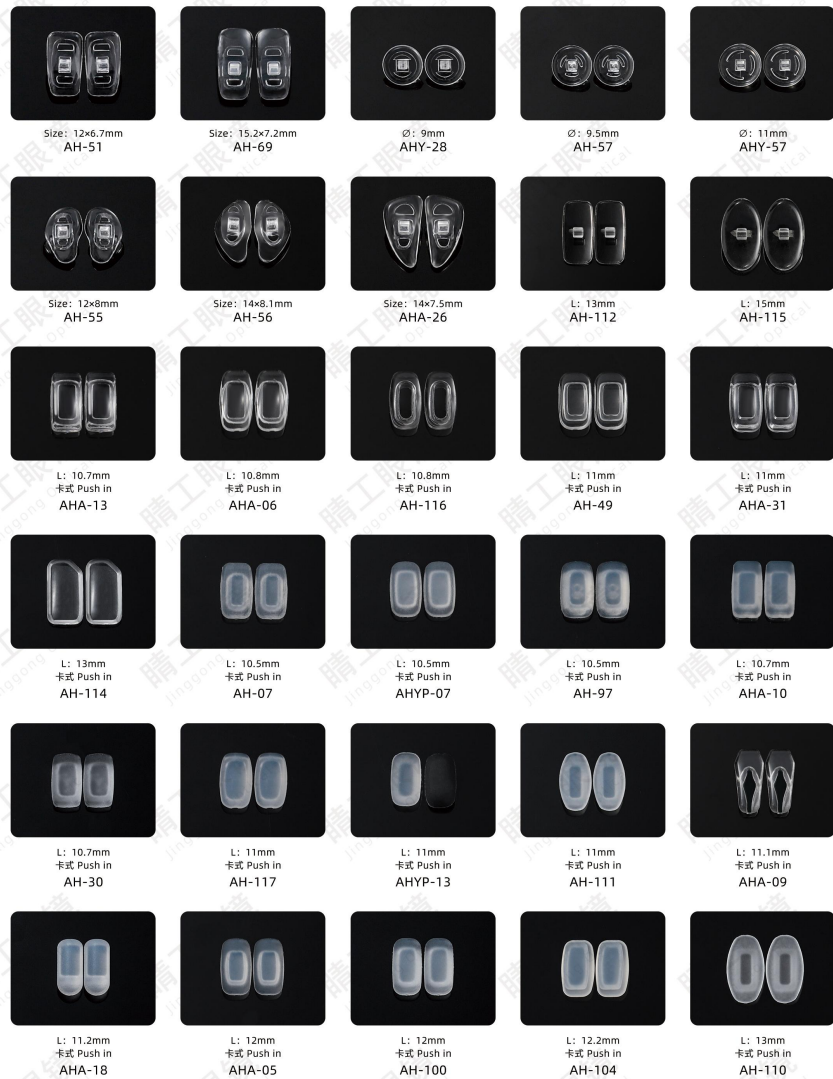 Size: 12×6.7mm
AH-51
Size: 15.2×7.2mm
AH-69
Ø: 9mm
AHY-28
Ø: 9.5mm
AH-57
Ø: 11mm
AHY-57
Size: 12×8mm
AH-55
Size: 14×8.1mm
AH-56
Size: 14×7.5mm
AHA-26
L: 13mm
AH-112
L: 15mm
AH-115
L: 10.7mm
卡式 Push in
AHA-13
L: 10.8mm
卡式 Push in
AHA-06
L: 10.8mm
卡式 Push in
AH-116
L: 11mm
卡式 Push in
AH-49
L: 11mm
卡式 Push in
AHA-31
L: 13mm
卡式 Push in
AH-114
L: 10.5mm
卡式 Push in
AH-07
L: 10.5mm
卡式 Push in
AHYP-07
L: 10.5mm
卡式 Push in
AH-97
L: 10.7mm
卡式 Push in
AHA-10
L: 10.7mm
卡式 Push in
AH-30
L: 11mm
卡式 Push in
AH-117
L: 11mm
卡式 Push in
AHYP-13
L: 11mm
卡式 Push in
AH-111
L: 11.1mm
卡式 Push in
AHA-09
L: 11.2mm
卡式 Push in
AHA-18
L: 12mm
卡式 Push in
AHA-05
L: 12mm
卡式 Push in
AH-100
L: 12.2mm
卡式 Push in
AH-104
L: 13mm
卡式 Push in
AH-110
睛工眼镜
Jinggong Optical